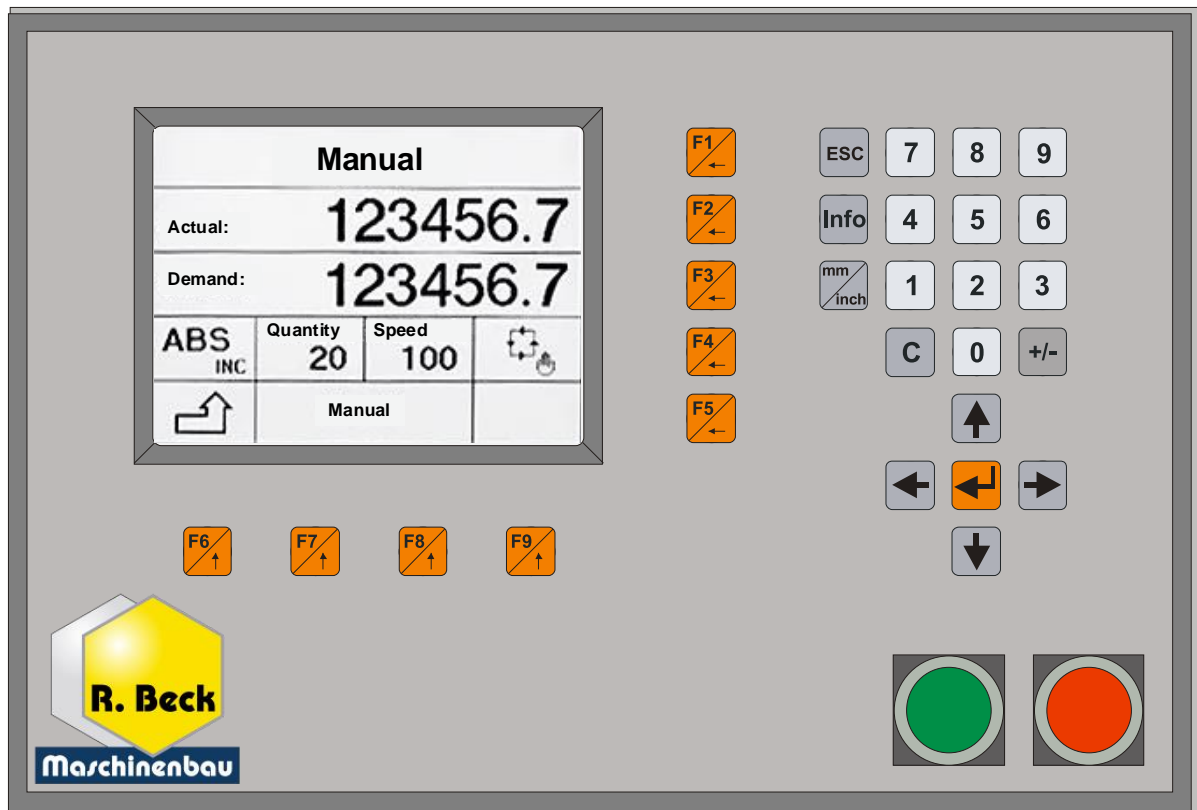 Manual
Actual: 123456.7
Demand: 123456.7
ABS INC
Quantity 20
Speed 100
Manual
F1
F2
F3
F4
F5
F6 F7 F8 F9
ESC 7 8 9
Info 4 5 6
mm inch 1 2 3
C 0 +/-
R. Beck
Maschinenbau